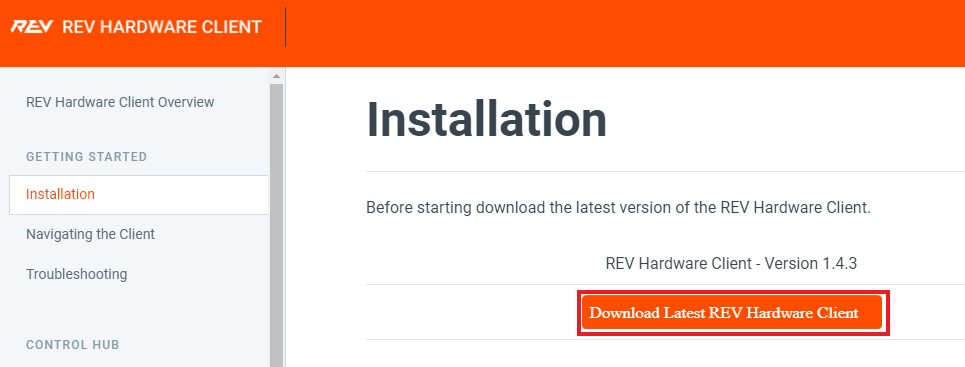 REV REV HARDWARE CLIENT
REV Hardware Client Overview
GETTING STARTED
Installation
Navigating the Client
Troubleshooting
CONTROL HUB
Installation
Before starting download the latest version of the REV Hardware Client.
REV Hardware Client - Version 1.4.3
Download Latest REV Hardware Client